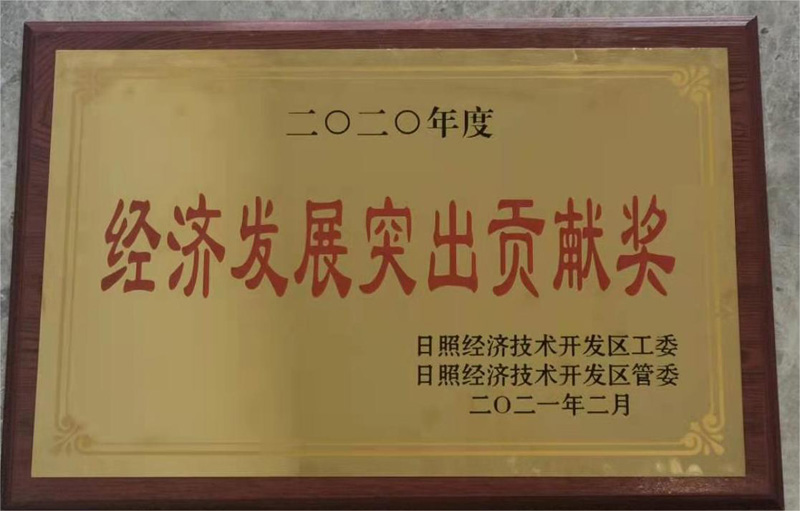 二〇二〇年度
经济发展突出贡献奖
日照经济技术开发区工委
日照经济技术开发区管委
二〇二一年二月